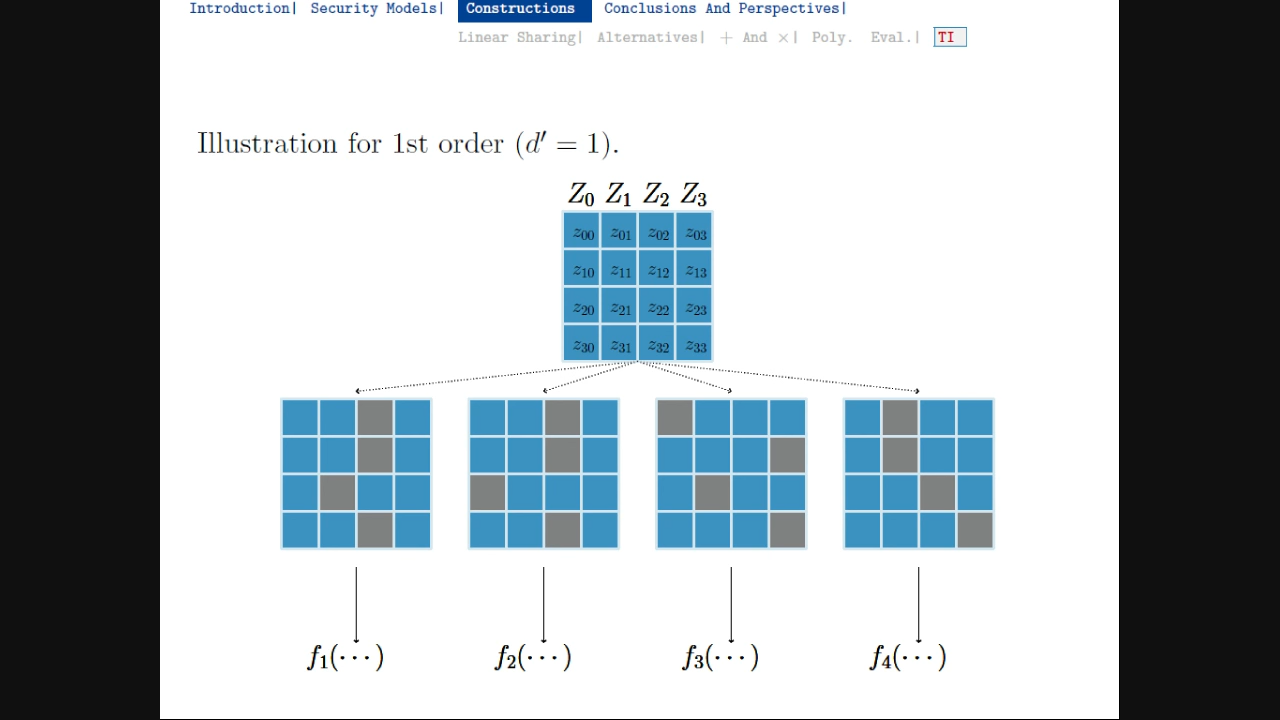 Introduction| Security Models| Constructions Conclusions And Perspectives|
Linear Sharing| Alternatives| + And ×| Poly. Eval.| TI
Illustration for 1st order (d′ = 1).
Z₀ Z₁ Z₂ Z₃
z₀₀ z₀₁ z₀₂ z₀₃
z₁₀ z₁₁ z₁₂ z₁₃
z₂₀ z₂₁ z₂₂ z₂₃
z₃₀ z₃₁ z₃₂ z₃₃
f₁(⋯) f₂(⋯) f₃(⋯) f₄(⋯)